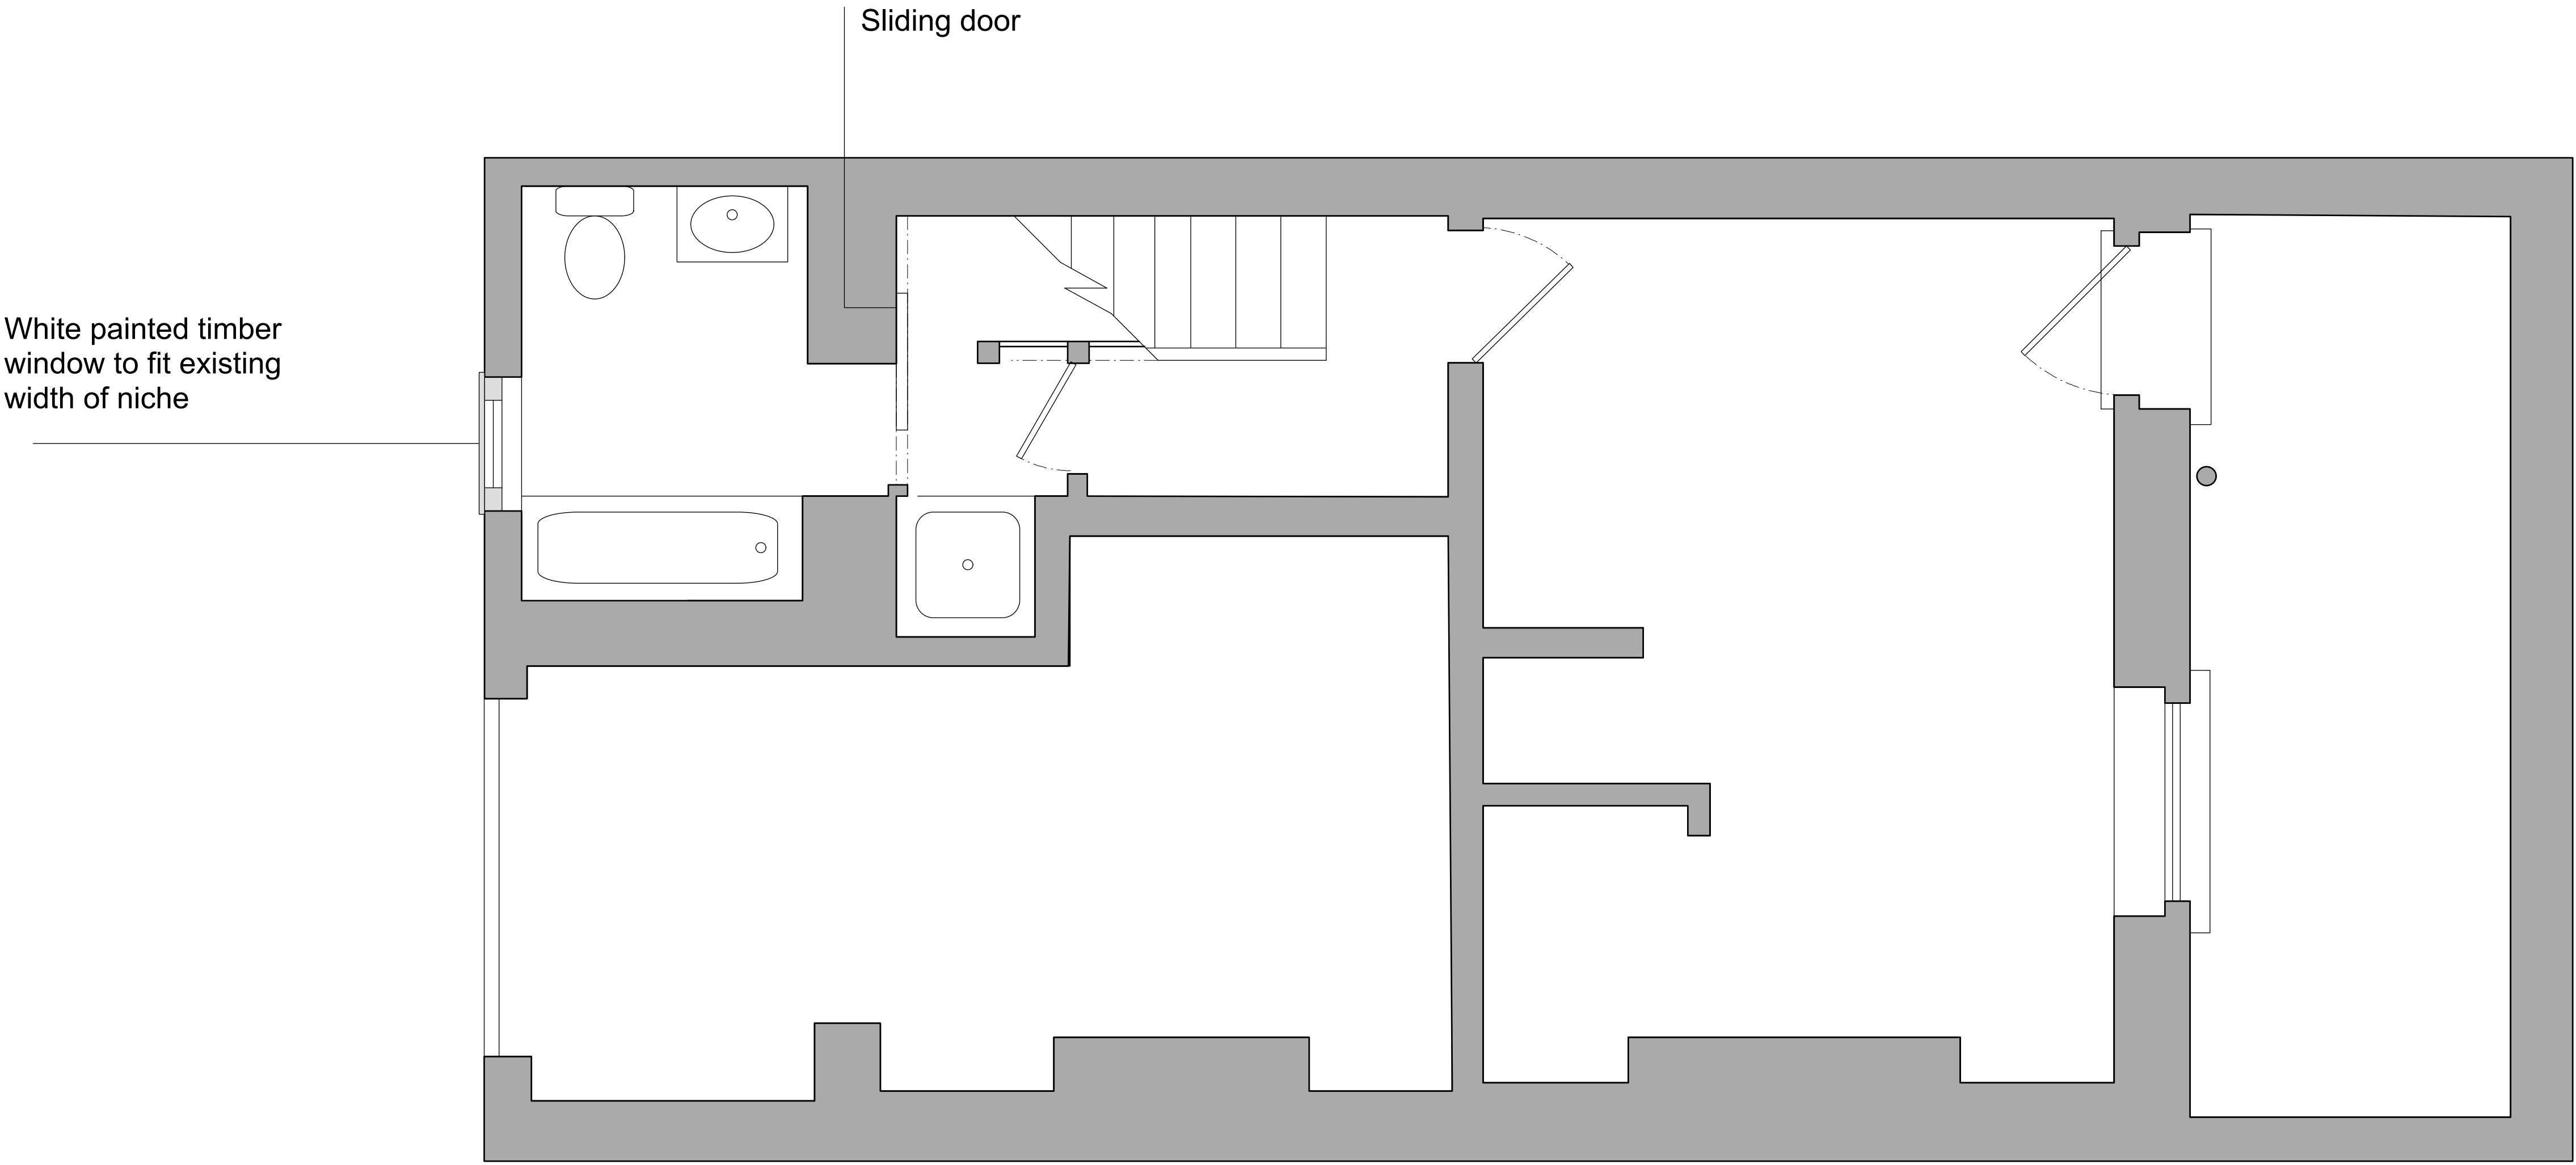 Sliding door
White painted timber
window to fit existing
width of niche